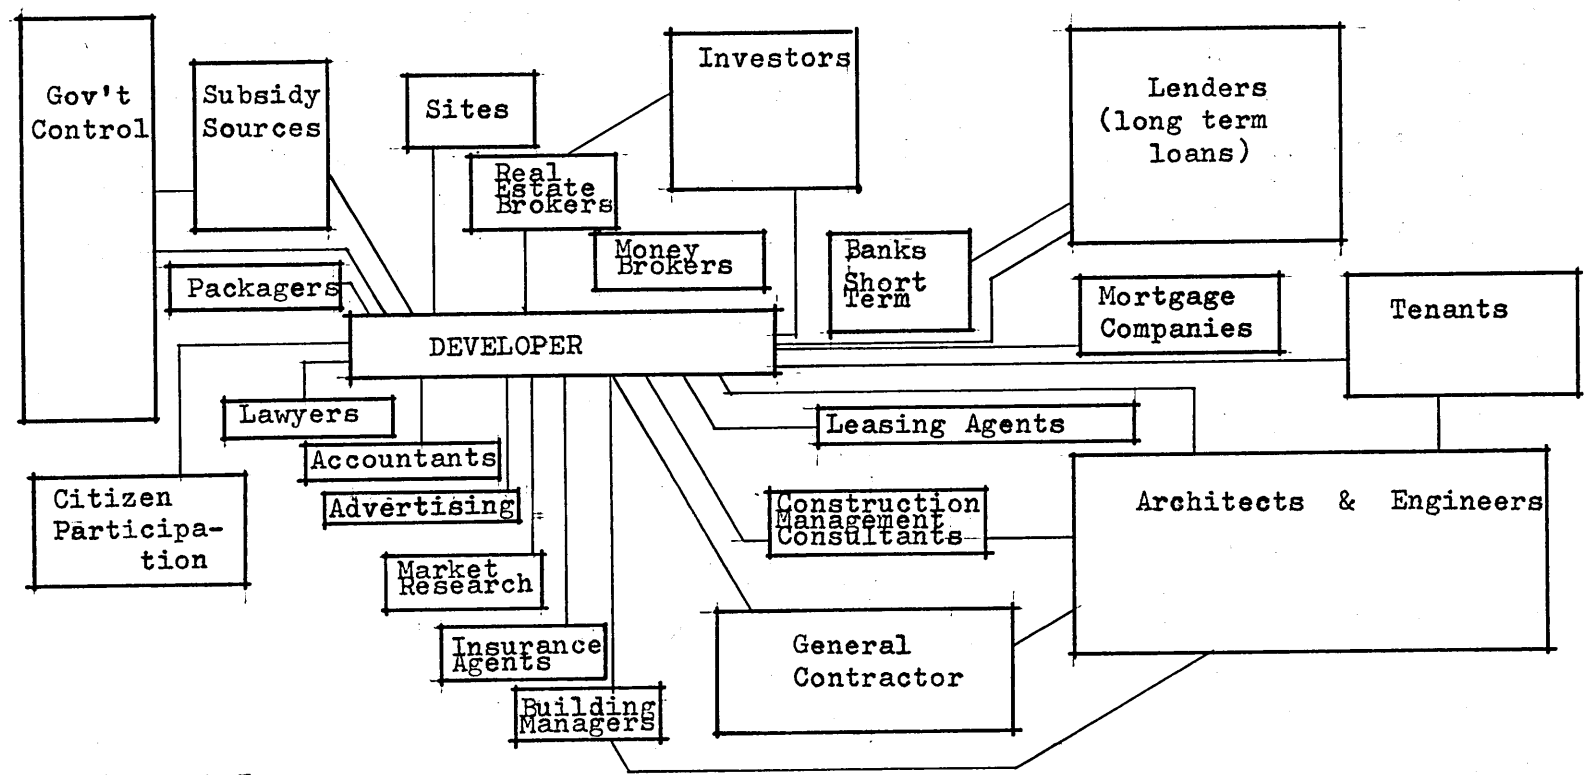 Gov't
Control
Subsidy
Sources
Sites
Real
Estate
Brokers
Investors
Money
Brokers
Banks
Short
Term
Lenders
(long term
loans)
Mortgage
Companies
Tenants
Packagers
DEVELOPER
Lawyers
Accountants
Advertising
Citizen
Participa-
tion
Market
Research
Insurance
Agents
Building
Managers
Leasing Agents
Construction
Management
Consultants
General
Contractor
Architects & Engineers